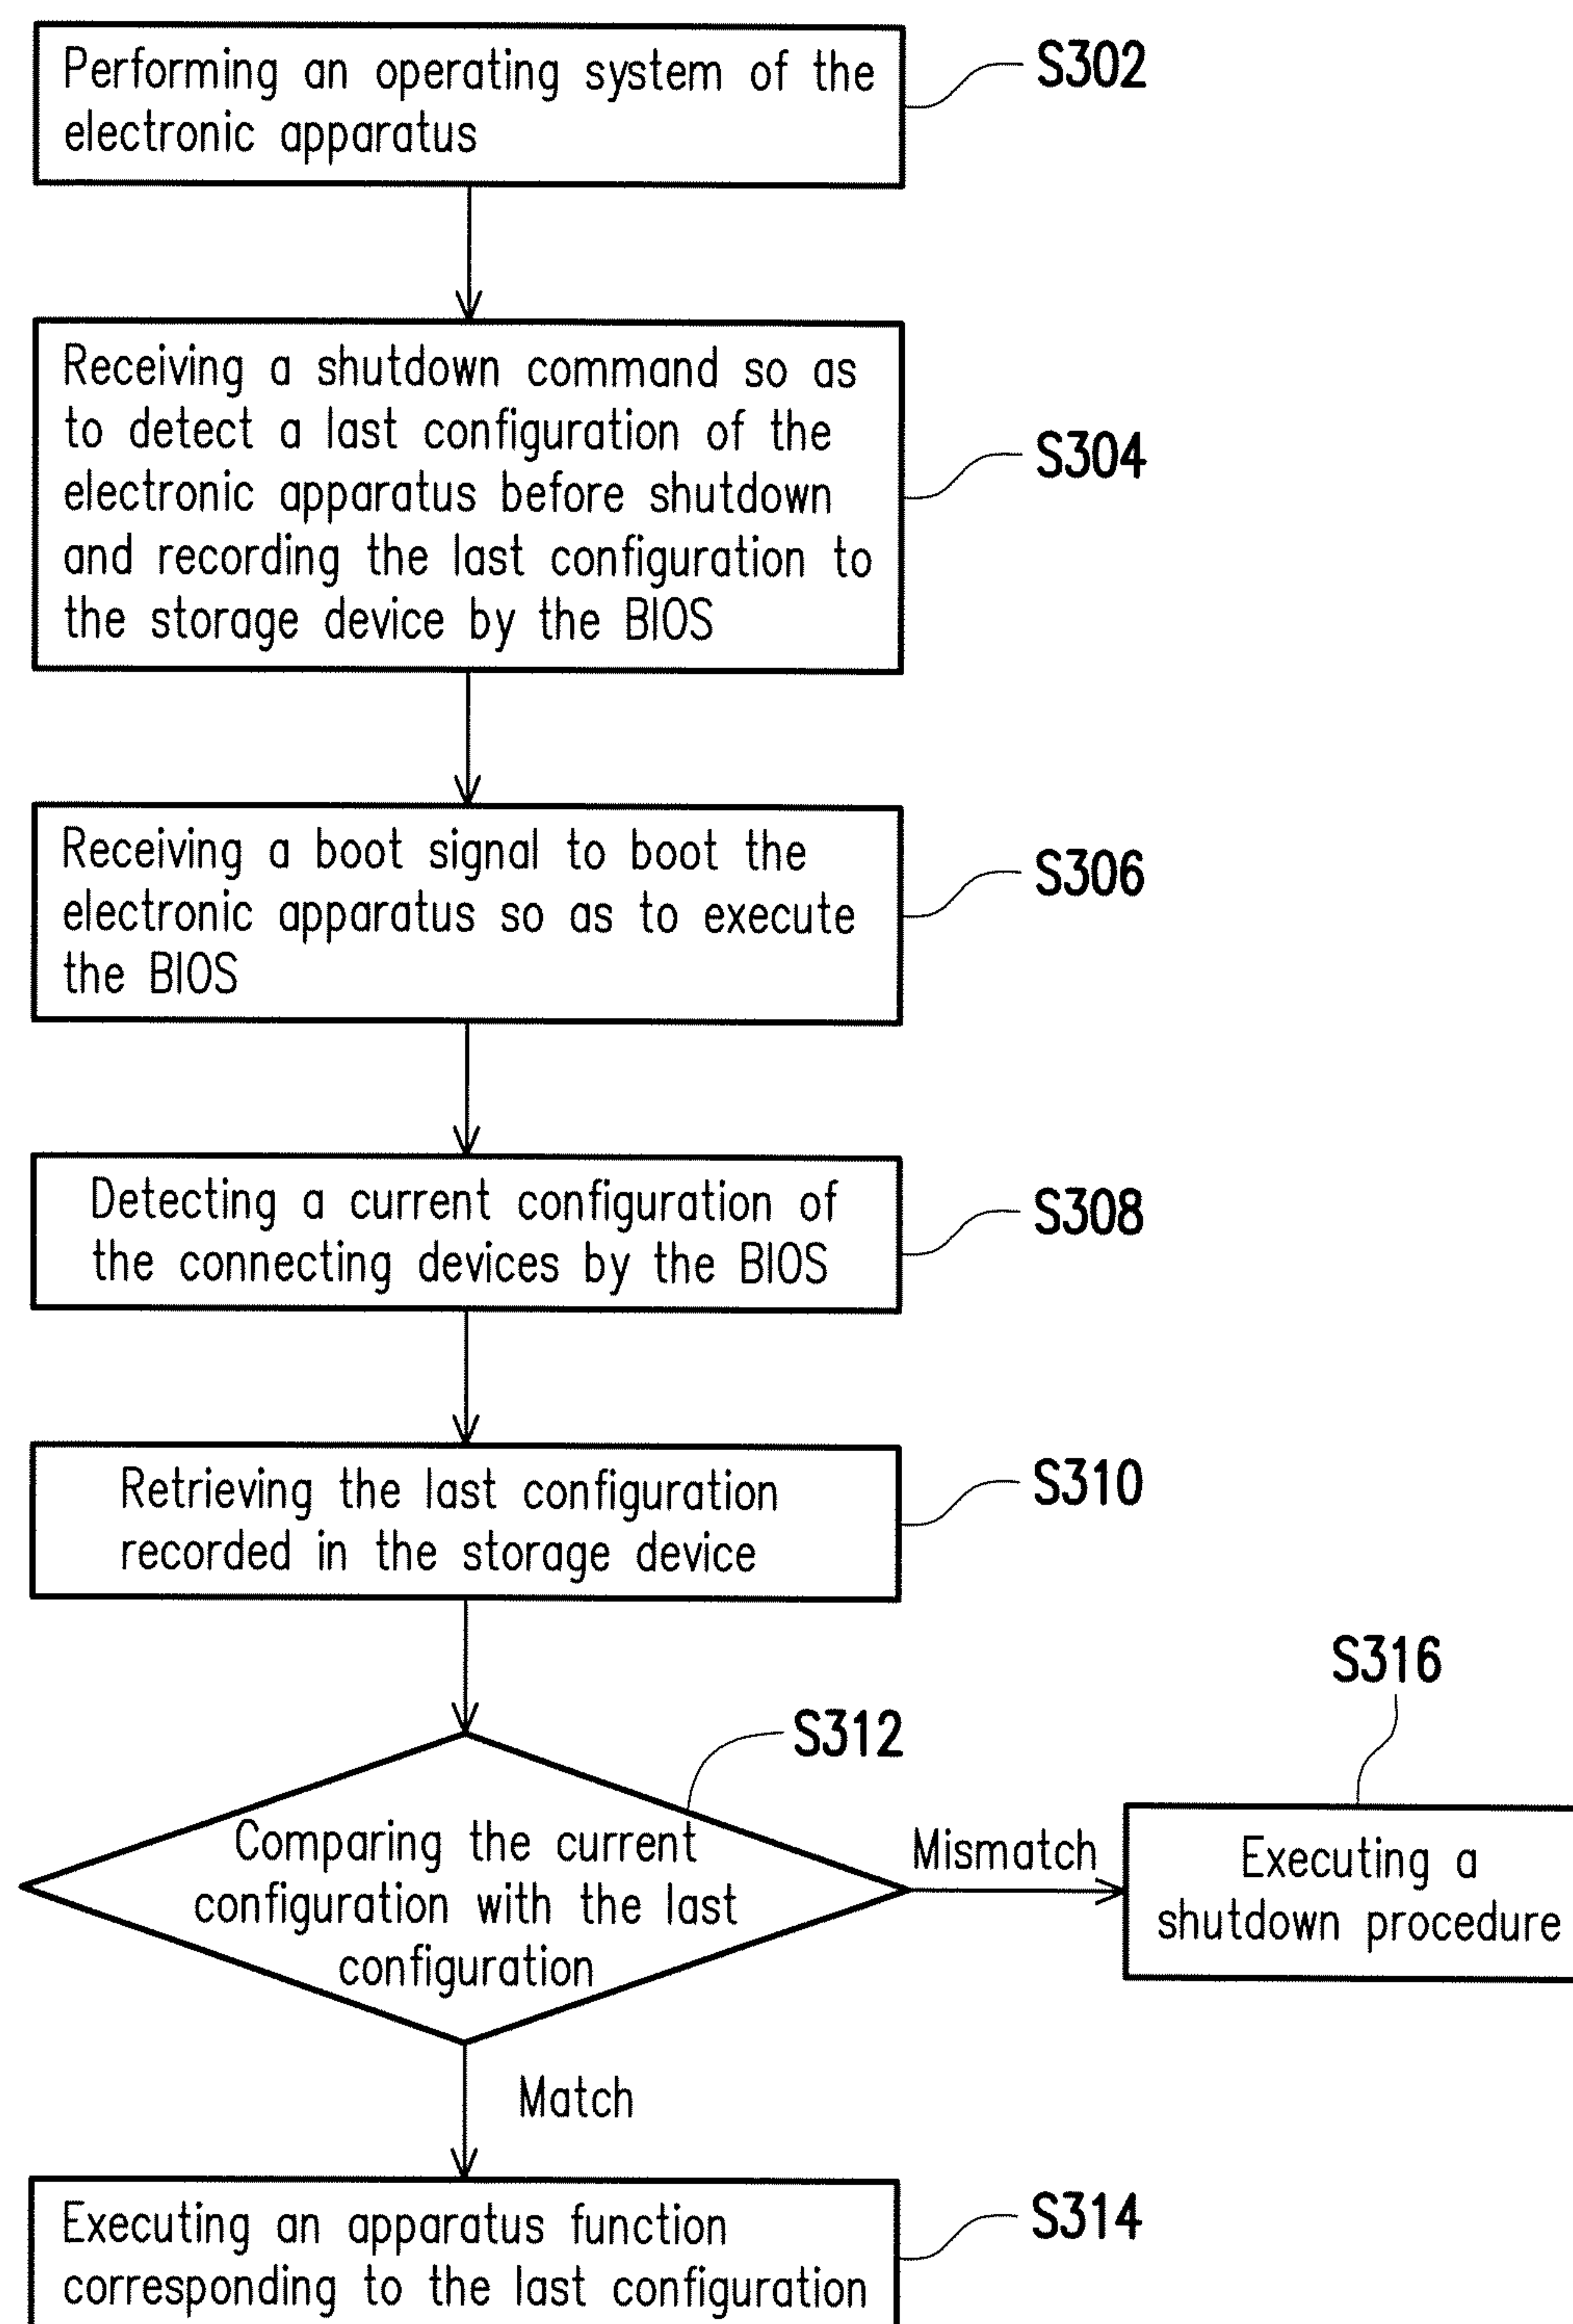 Performing an operating system of the
electronic apparatus
S302
Receiving a shutdown command so as
to detect a last configuration of the
electronic apparatus before shutdown
and recording the last configuration to
the storage device by the BIOS
S304
Receiving a boot signal to boot the
electronic apparatus so as to execute
the BIOS
S306
Detecting a current configuration of
the connecting devices by the BIOS
S308
Retrieving the last configuration
recorded in the storage device
S310
S312
Comparing the current
configuration with the last
configuration
Mismatch
S316
Executing a
shutdown procedure
Match
Executing an apparatus function
corresponding to the last configuration
S314